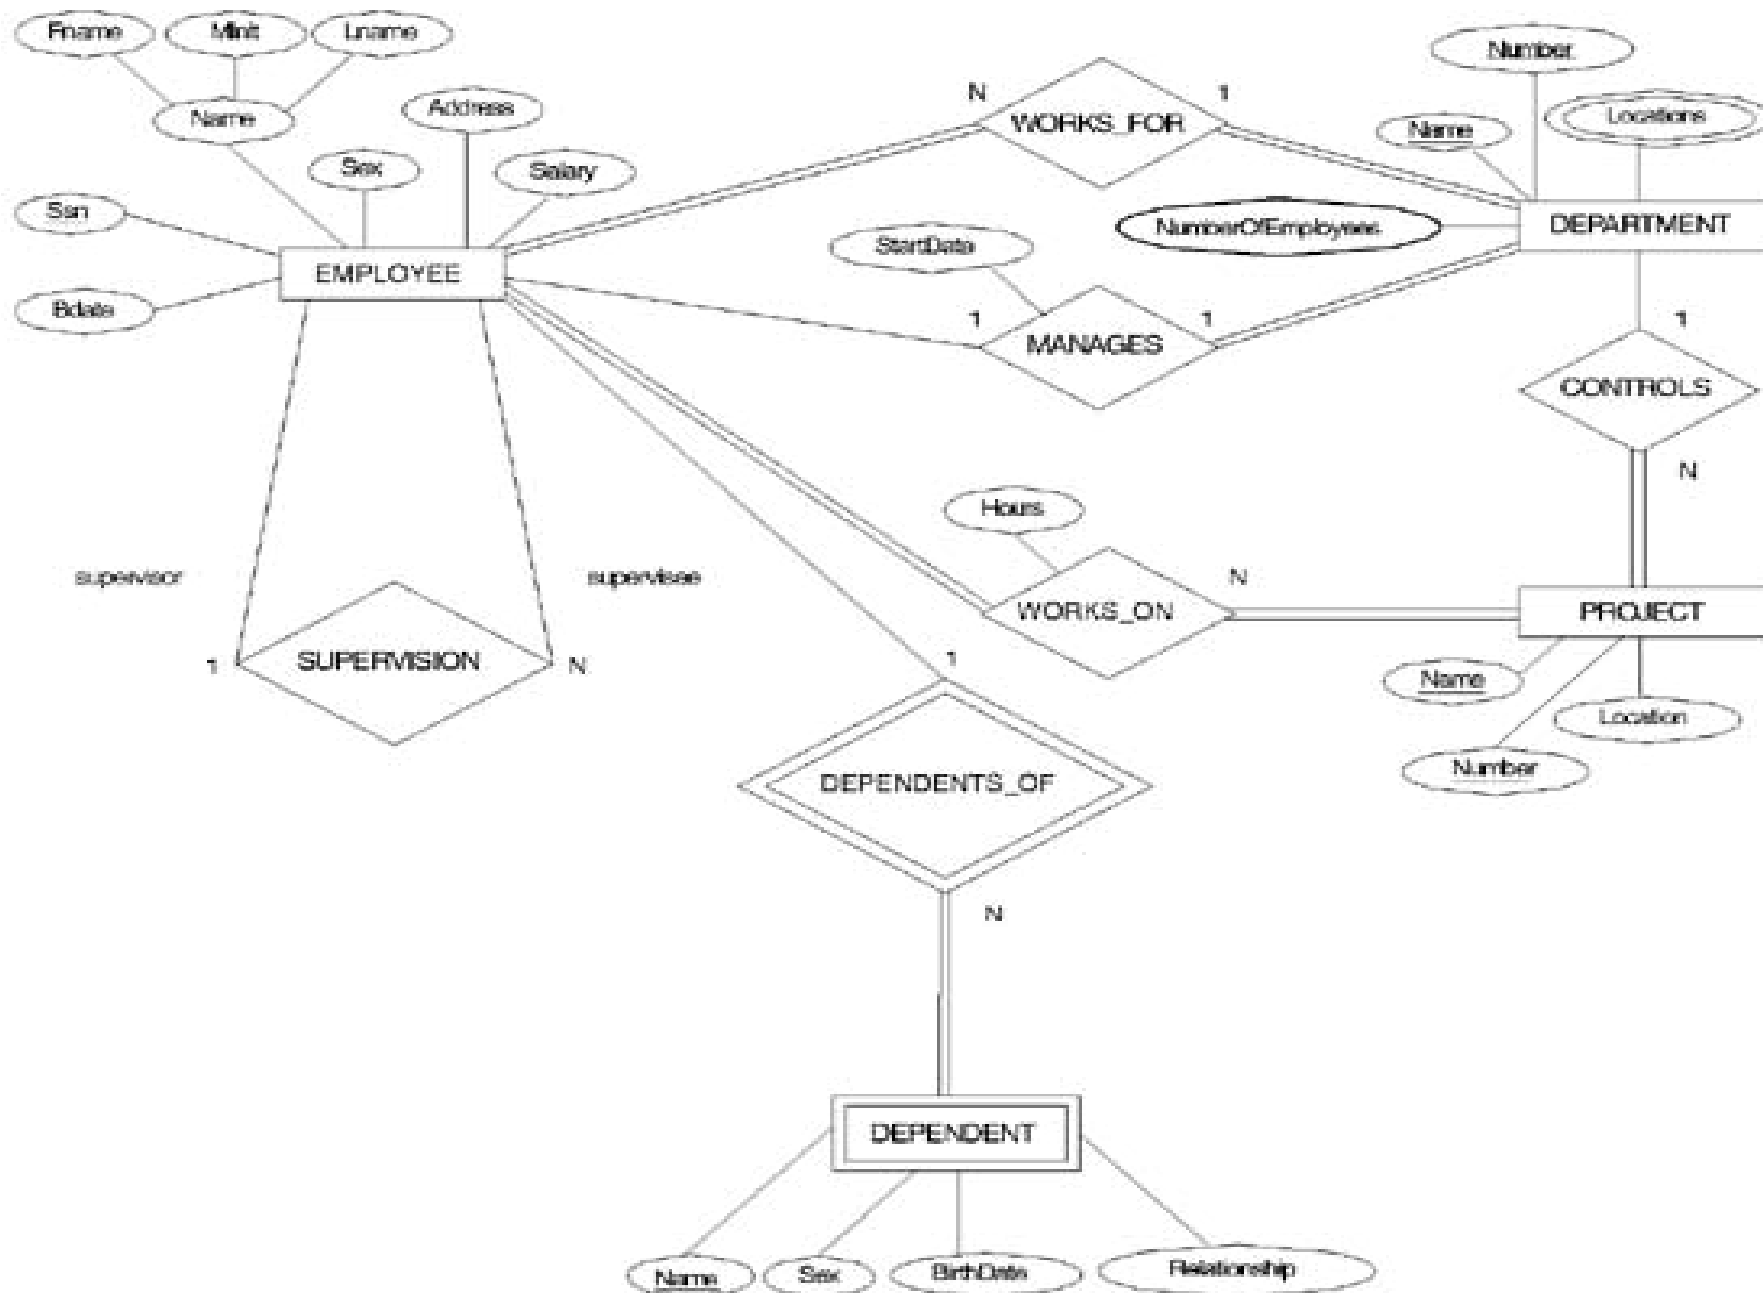 Fname
Minit
Lname
Number
Name
Address
N
1
WORKS_FOR
Name
Locations
Sex
Salary
Ssn
NumberOfEmployees
DEPARTMENT
StartDate
EMPLOYEE
Bdate
1
1
1
MANAGES
CONTROLS
N
Hours
supervisor
supervisee
N
WORKS_ON
PROJECT
1
SUPERVISION
N
1
Name
Location
Number
DEPENDENTS_OF
N
DEPENDENT
Name
Sex
BirthDate
Relationship